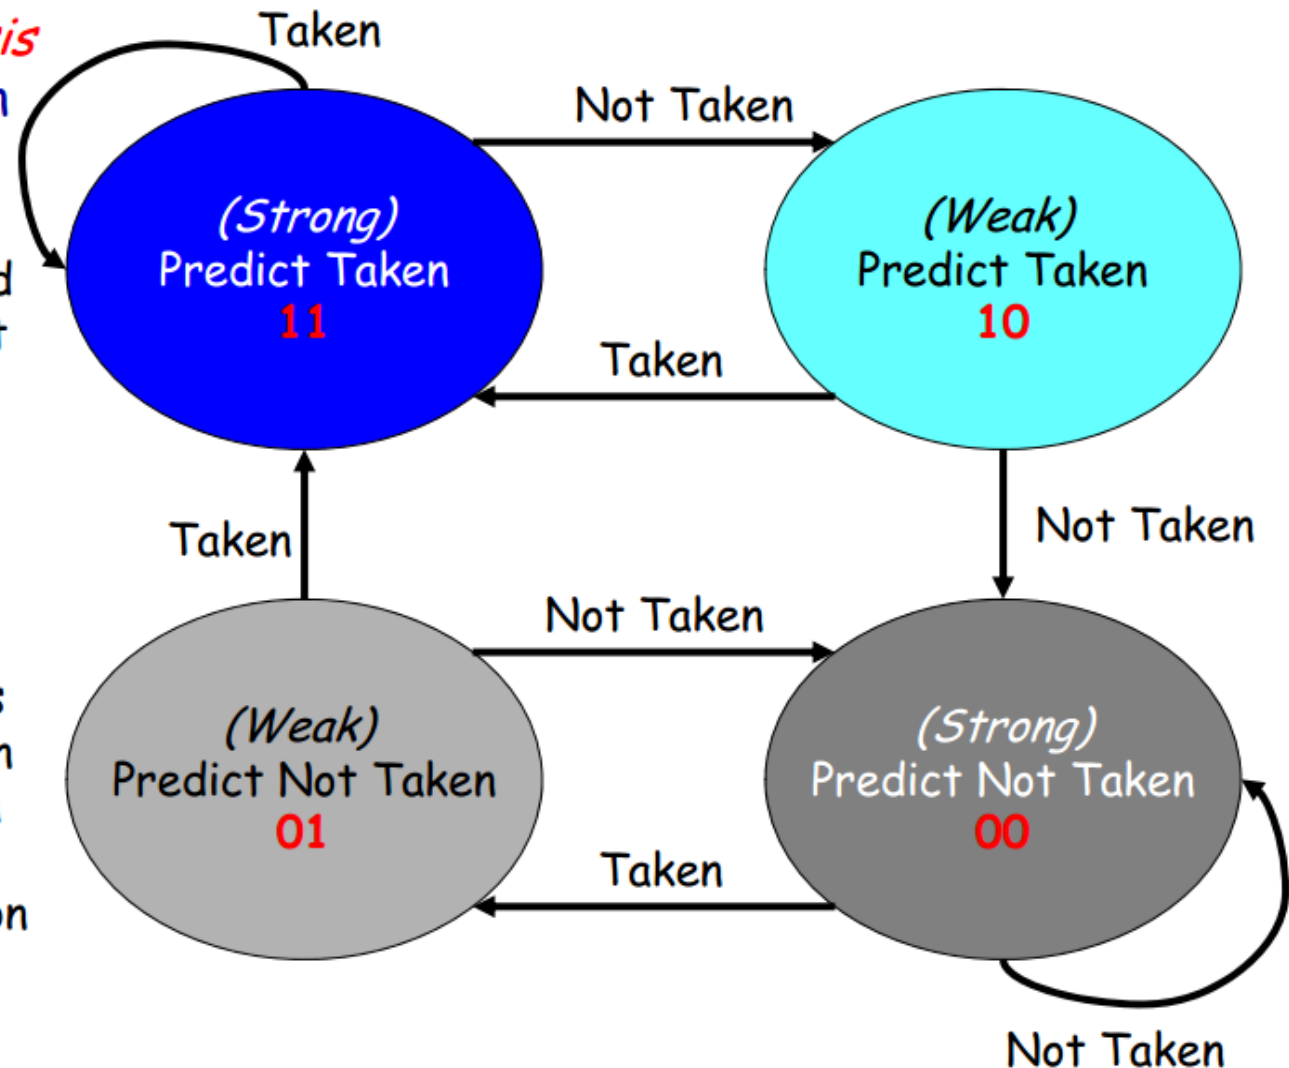 Taken
Not Taken
(Strong)
Predict Taken
11
(Weak)
Predict Taken
10
Taken
Taken
Not Taken
Not Taken
(Weak)
Predict Not Taken
01
(Strong)
Predict Not Taken
00
Taken
Not Taken